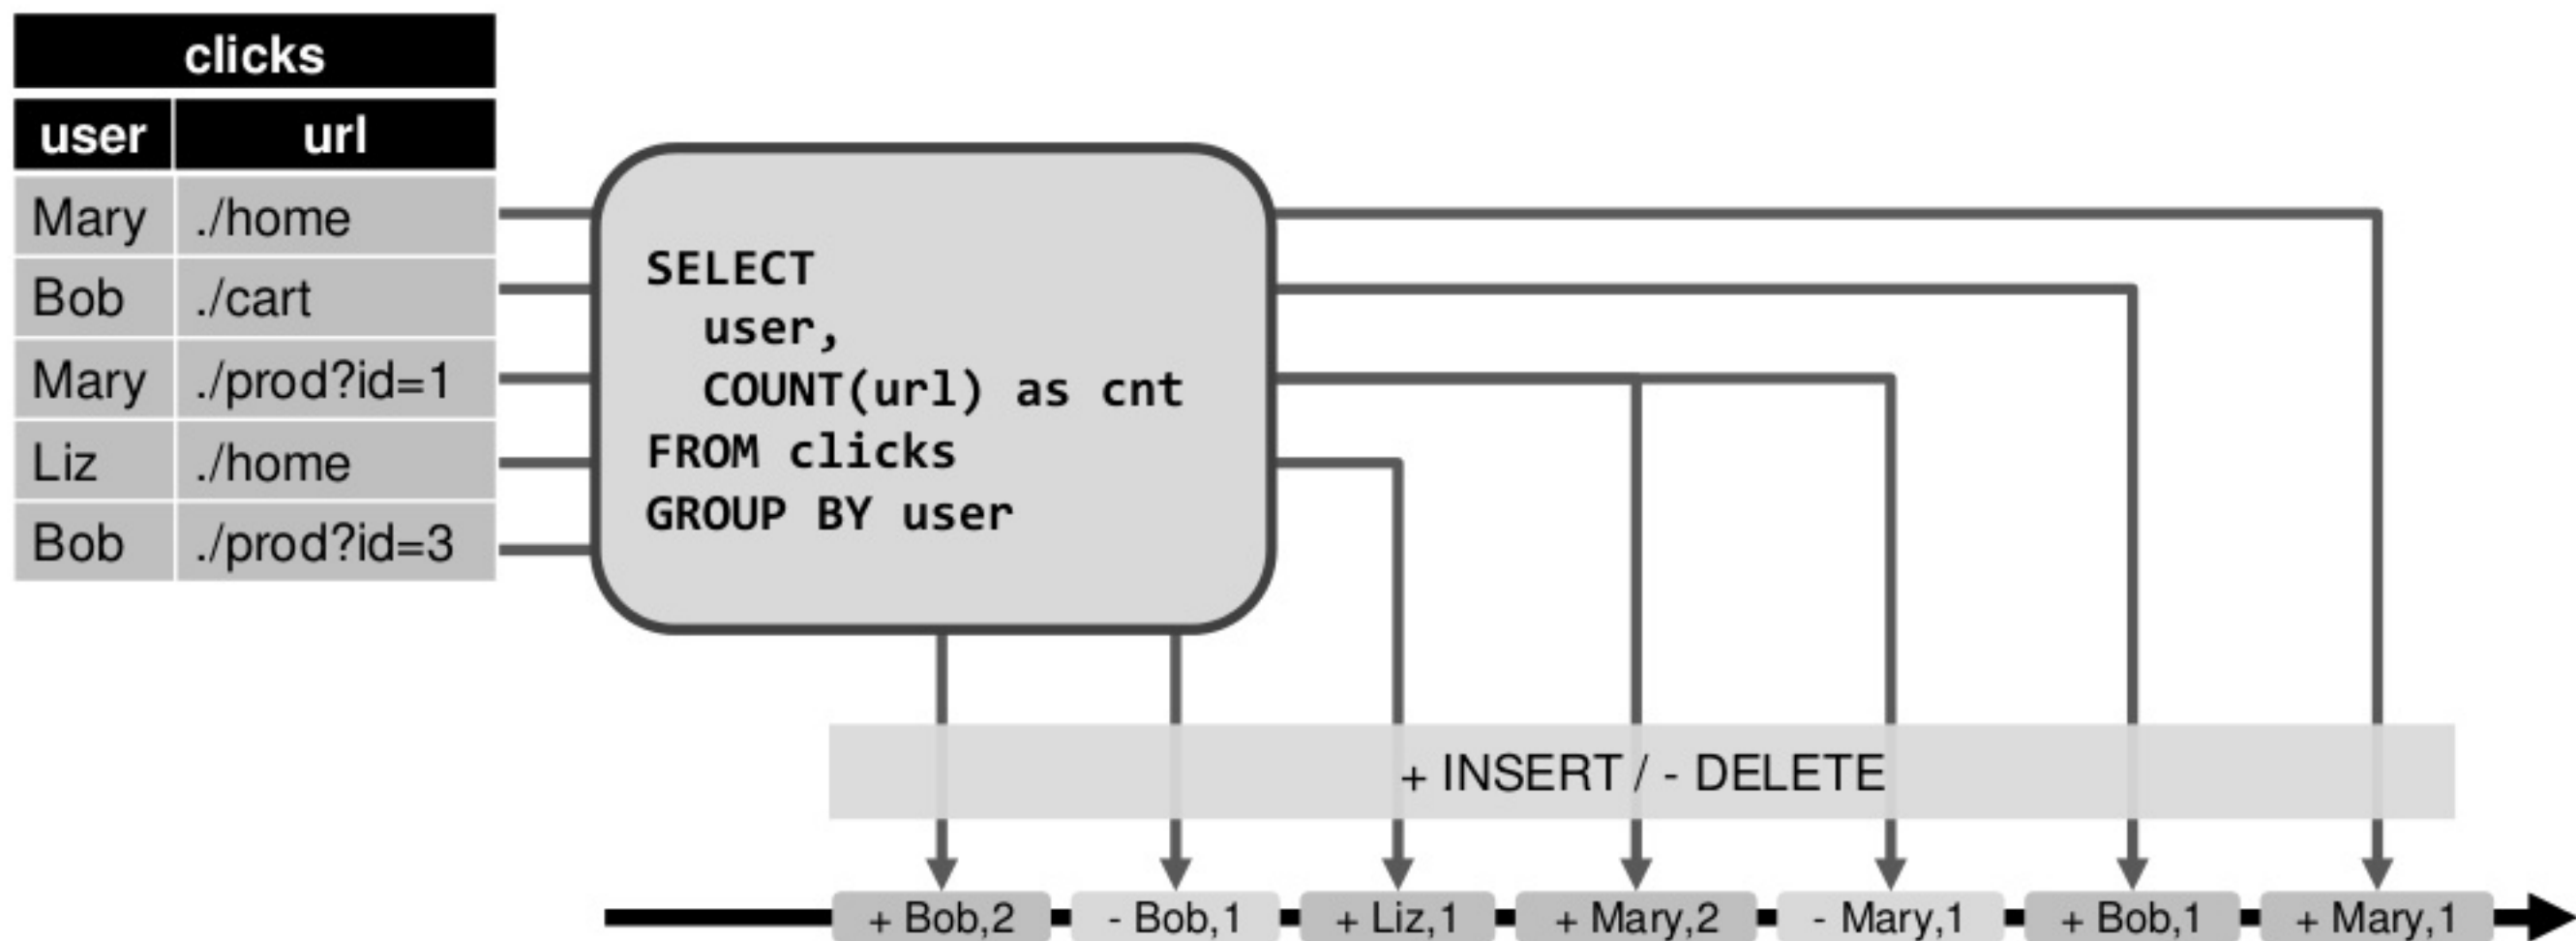 clicks
user url
Mary ./home
Bob ./cart
Mary ./prod?id=1
Liz ./home
Bob ./prod?id=3
SELECT
user,
COUNT(url) as cnt
FROM clicks
GROUP BY user
+ INSERT / - DELETE
+ Bob,2 - Bob,1 + Liz,1 + Mary,2 - Mary,1 + Bob,1 + Mary,1